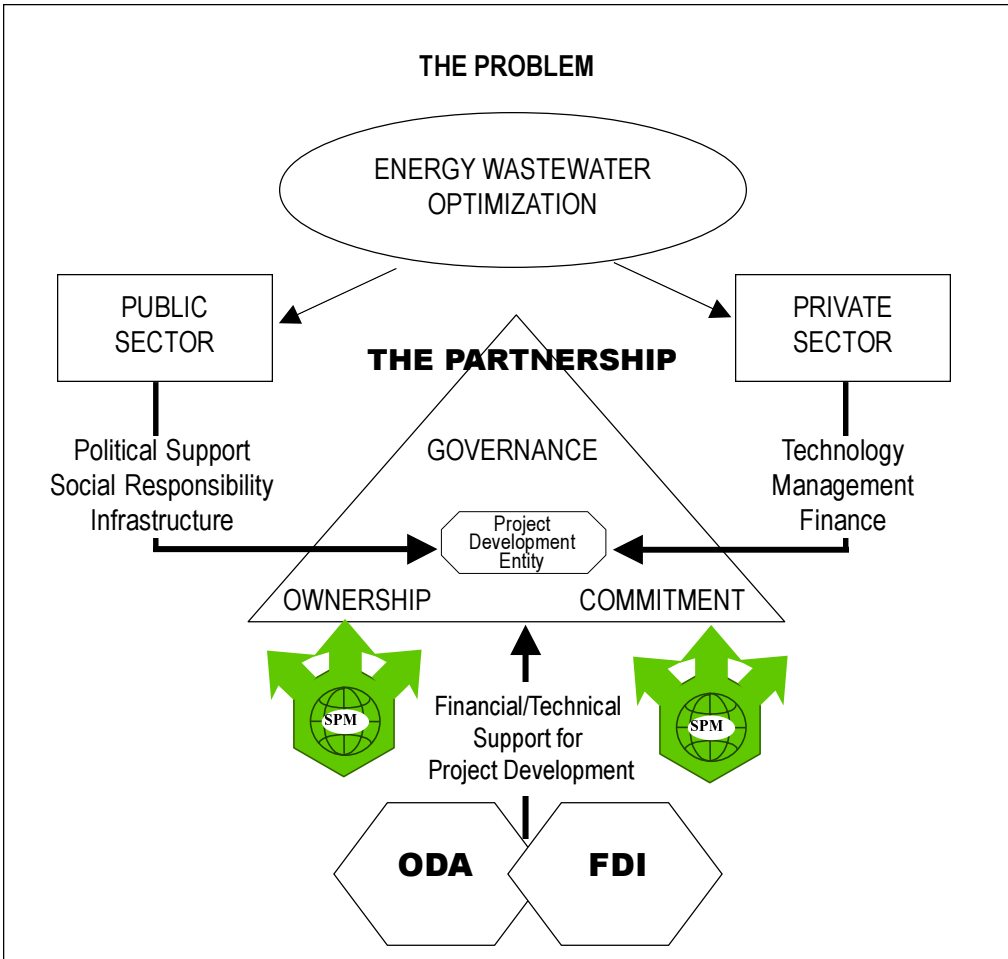 THE PROBLEM
ENERGY WASTEWATER
OPTIMIZATION
PUBLIC
SECTOR
PRIVATE
SECTOR
THE PARTNERSHIP
Political Support
Social Responsibility
Infrastructure
GOVERNANCE
Technology
Management
Finance
Project
Development
Entity
OWNERSHIP
COMMITMENT
SPM
Financial/Technical
Support for
Project Development
SPM
ODA
FDI